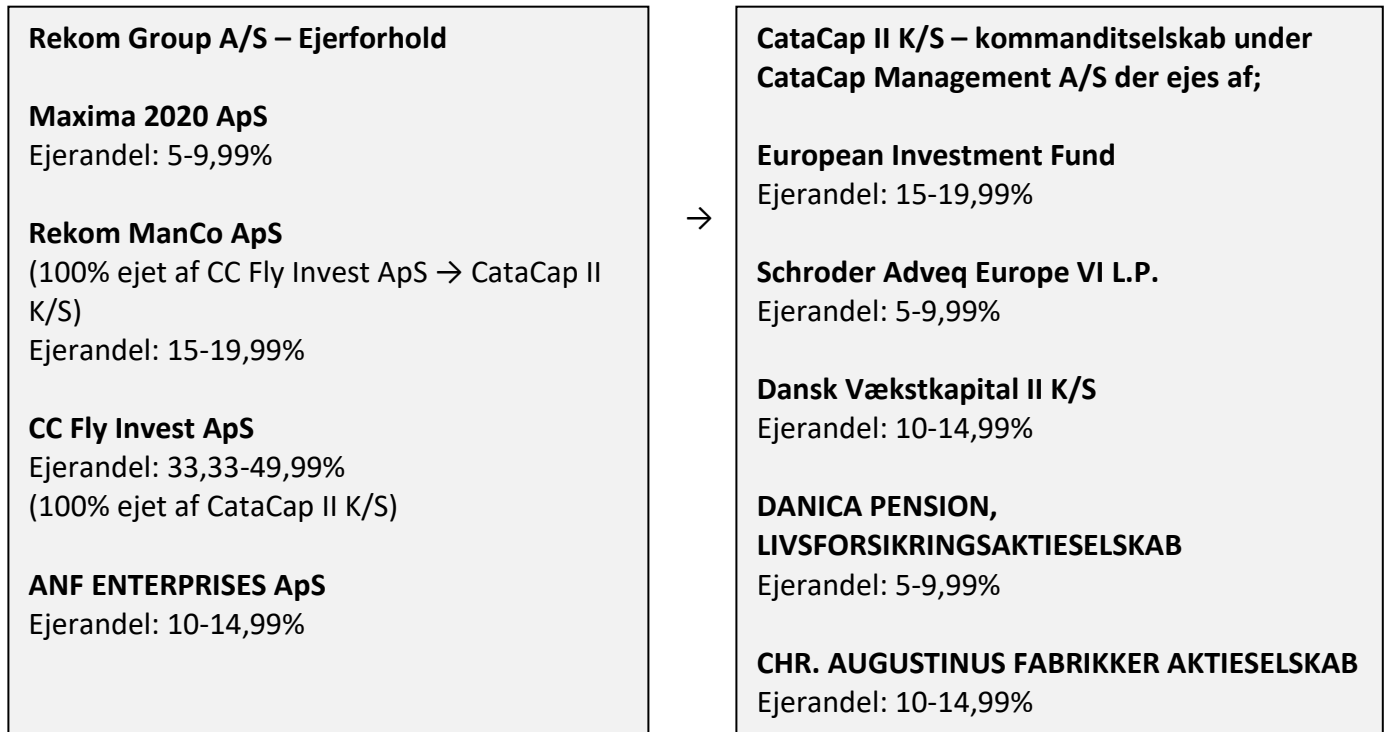 Rekom Group A/S – Ejerforhold
Maxima 2020 ApS
Ejerandel: 5-9,99%
Rekom ManCo ApS
(100% ejet af CC Fly Invest ApS → CataCap II
K/S)
Ejerandel: 15-19,99%
CC Fly Invest ApS
Ejerandel: 33,33-49,99%
(100% ejet af CataCap II K/S)
ANF ENTERPRISES ApS
Ejerandel: 10-14,99%
→
CataCap II K/S – kommanditselskab under
CataCap Management A/S der ejes af;
European Investment Fund
Ejerandel: 15-19,99%
Schroder Adveq Europe VI L.P.
Ejerandel: 5-9,99%
Dansk Vækstkapital II K/S
Ejerandel: 10-14,99%
DANICA PENSION,
LIVSFORSIKRINGSAKTIESELSKAB
Ejerandel: 5-9,99%
CHR. AUGUSTINUS FABRIKKER AKTIESELSKAB
Ejerandel: 10-14,99%